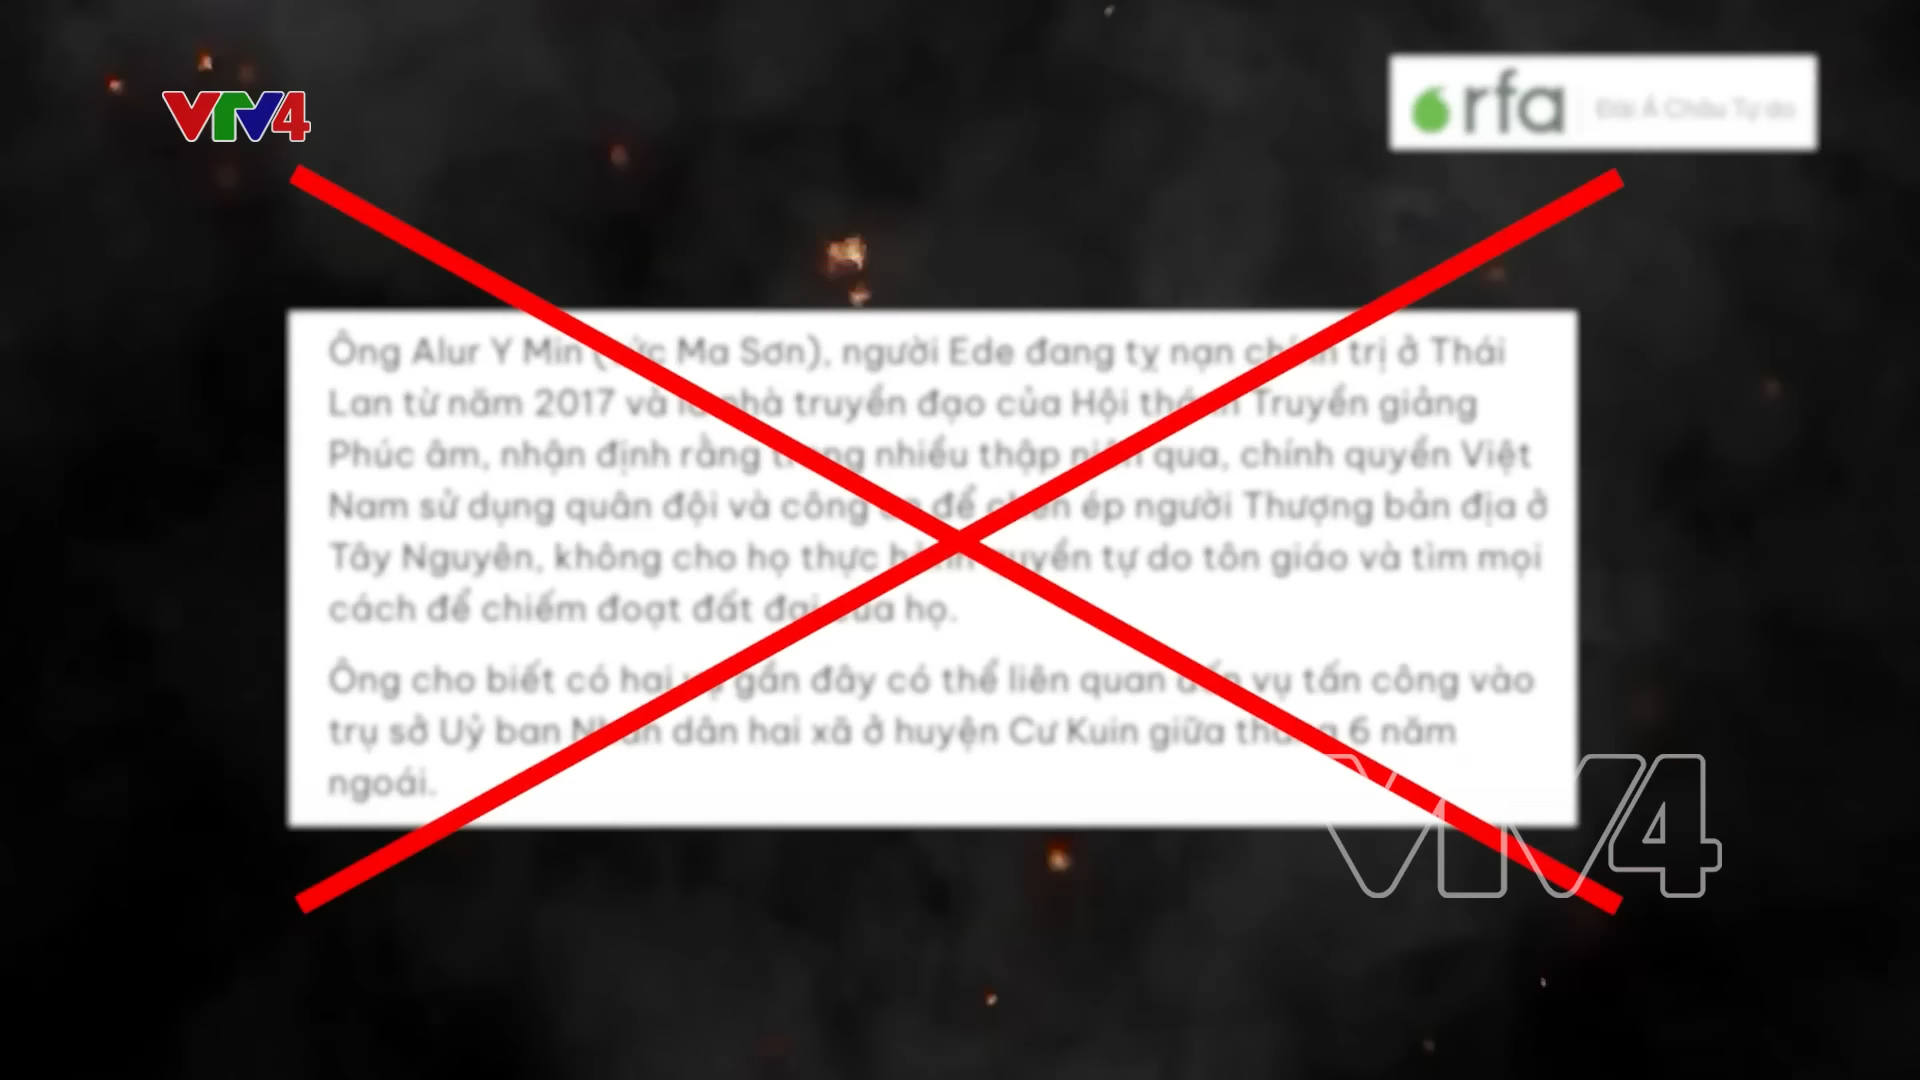 VTV4
rfa Đài Á Châu Tự do
Ông Alur Y Min (tức Ma Sơn), người Ede đang tỵ nạn chính trị ở Thái
Lan từ năm 2017 và là nhà truyền đạo của Hội thánh Truyền giảng
Phúc âm, nhận định rằng trong nhiều thập niên qua, chính quyền Việt
Nam sử dụng quân đội và công an để chèn ép người Thượng bản địa ở
Tây Nguyên, không cho họ thực hành quyền tự do tôn giáo và tìm mọi
cách để chiếm đoạt đất đai của họ.
Ông cho biết có hai vụ gần đây có thể liên quan đến vụ tấn công vào
trụ sở Uỷ ban Nhân dân hai xã ở huyện Cư Kuin giữa tháng 6 năm
ngoái.
VTV4